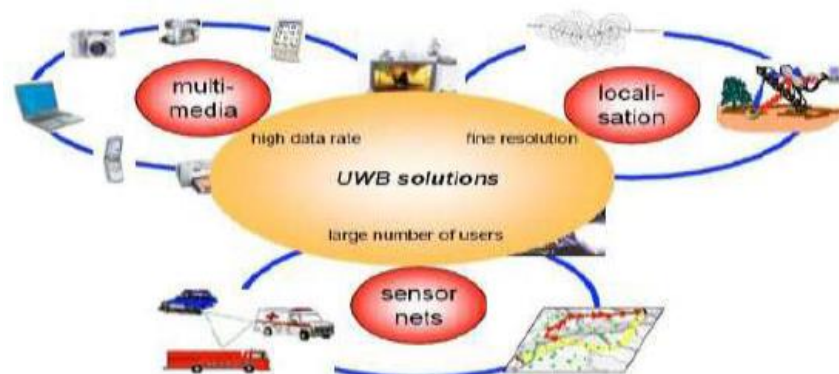 multi-
media
locali-
sation
high data rate
fine resolution
UWB solutions
large number of users
sensor
nets